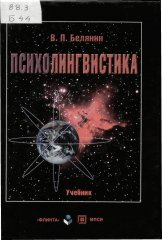 88.3
Б 44
В. П. Белянин
ПСИХОЛИНГВИСТИКА
Учебник
«ФЛИНТА»
МПСИ